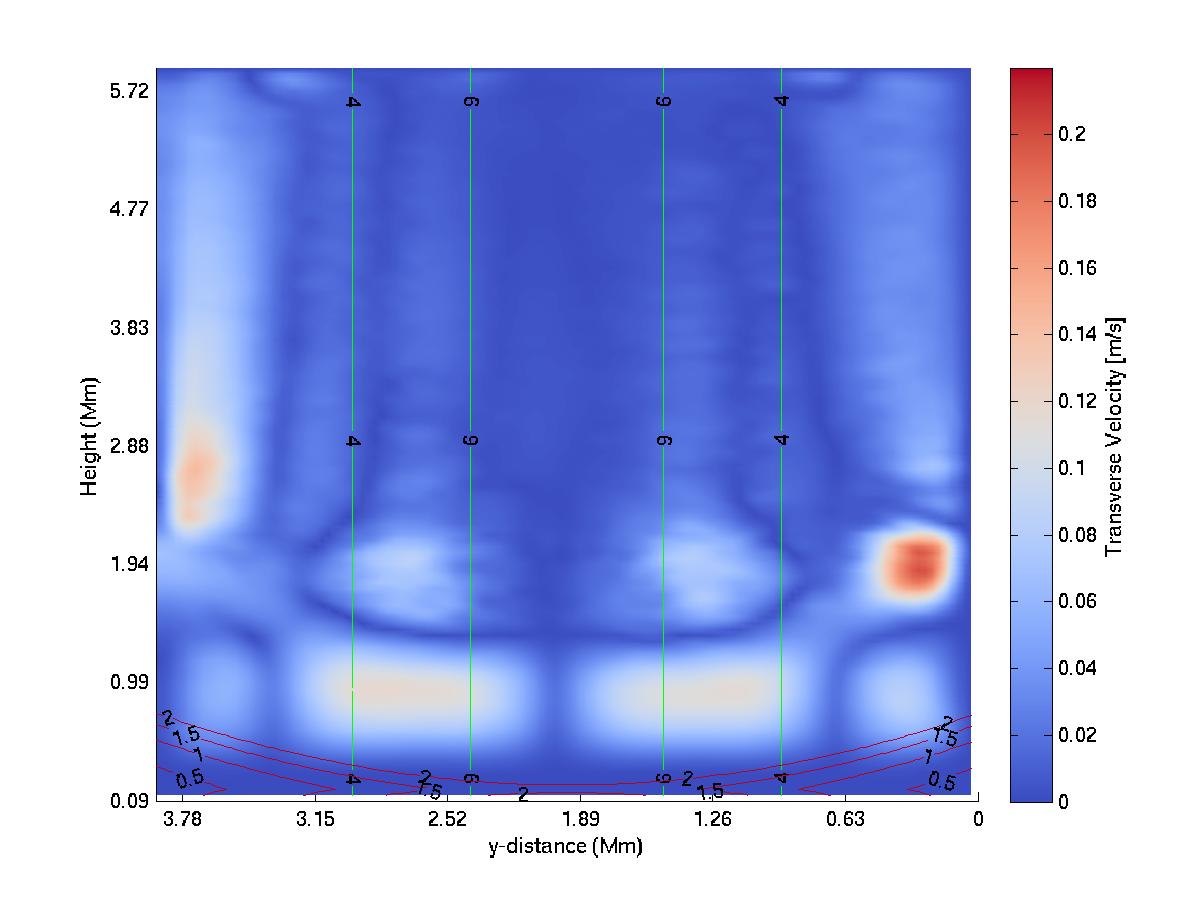 5.72
4 6 6 4
0.2
0.18
4.77
0.16
0.14
3.83
0.12
Height (Mm)
2.88
4 6 6 4
0.1
0.08
Transverse Velocity [m/s]
1.94
0.06
0.04
0.99
2 2
1.5 1.5
0.02
1 1
0.5 4 2 6 6 2 4 0.5
1.5 2 1.5
0.09
0
3.78 3.15 2.52 1.89 1.26 0.63 0
y-distance (Mm)